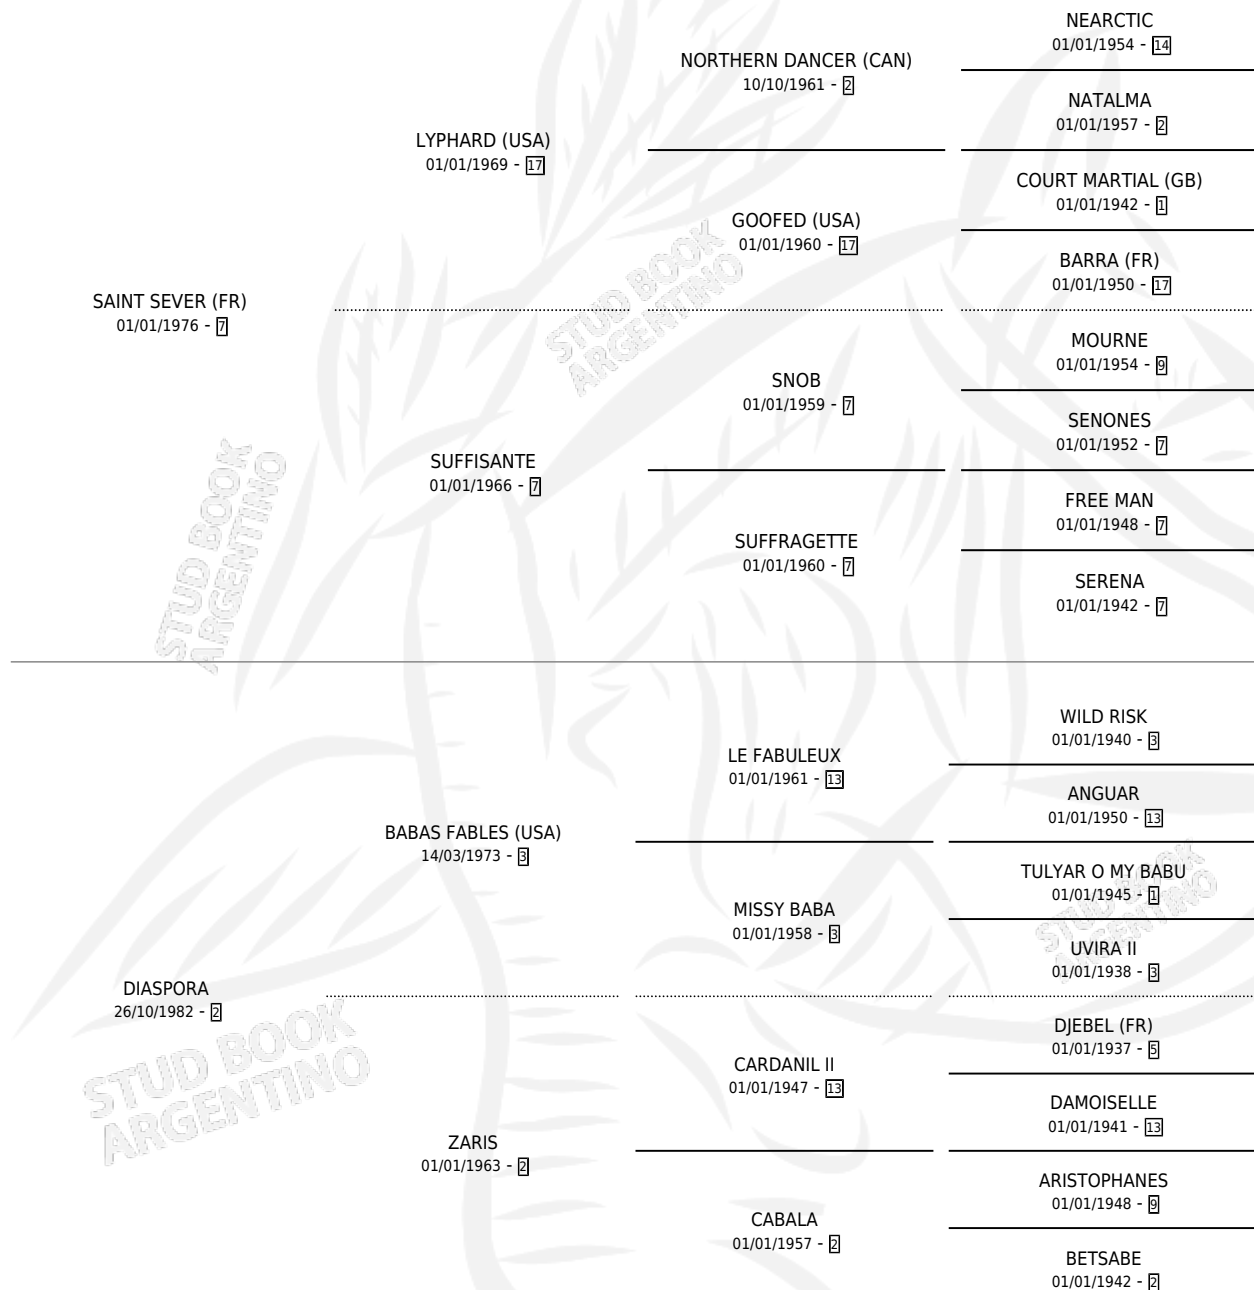 NEARCTIC
01/01/1954 - 14
NORTHERN DANCER (CAN)
10/10/1961 - 2
NATALMA
01/01/1957 - 2
LYPHARD (USA)
01/01/1969 - 17
COURT MARTIAL (GB)
01/01/1942 - 1
GOOFED (USA)
01/01/1960 - 17
BARRA (FR)
01/01/1950 - 17
SAINT SEVER (FR)
01/01/1976 - 7
MOURNE
01/01/1954 - 9
SNOB
01/01/1959 - 7
SENONES
01/01/1952 - 7
SUFFISANTE
01/01/1966 - 7
FREE MAN
01/01/1948 - 7
SUFFRAGETTE
01/01/1960 - 7
SERENA
01/01/1942 - 7
WILD RISK
01/01/1940 - 3
LE FABULEUX
01/01/1961 - 13
ANGUAR
01/01/1950 - 13
BABAS FABLES (USA)
14/03/1973 - 3
TULYAR O MY BABU
01/01/1945 - 1
MISSY BABA
01/01/1958 - 3
UVIRA II
01/01/1938 - 3
DIASPORA
26/10/1982 - 2
DJEBEL (FR)
01/01/1937 - 5
CARDANIL II
01/01/1947 - 13
DAMOISELLE
01/01/1941 - 13
ZARIS
01/01/1963 - 2
ARISTOPHANES
01/01/1948 - 9
CABALA
01/01/1957 - 2
BETSABE
01/01/1942 - 2
STUD BOOK
ARGENTINO
STUD BOOK
ARGENTINO
STUD BOOK
ARGENTINO
STUD BOOK
ARGENTINO